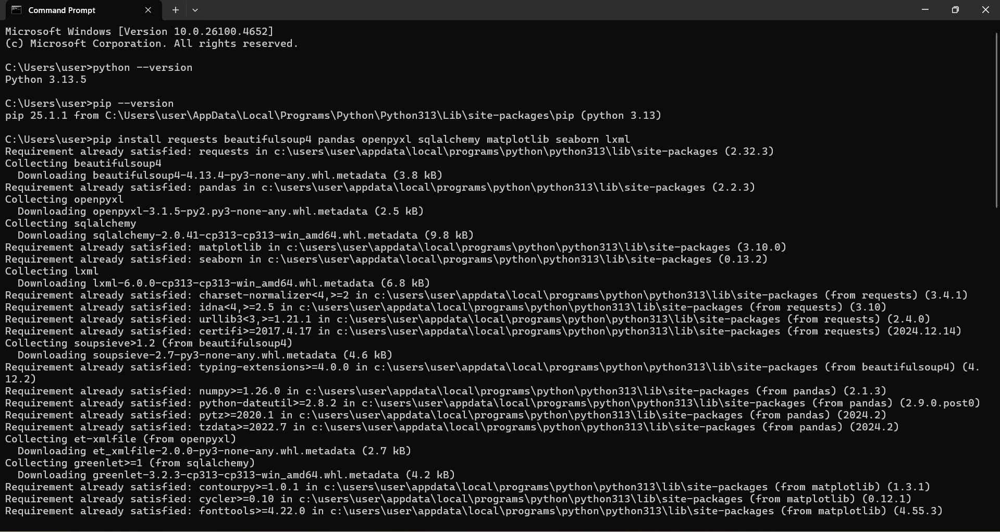 Command Prompt
Microsoft Windows [Version 10.0.26100.4652]
(c) Microsoft Corporation. All rights reserved.
C:\Users\user>python --version
Python 3.13.5
C:\Users\user>pip --version
pip 25.1.1 from C:\Users\user\AppData\Local\Programs\Python\Python313\Lib\site-packages\pip (python 3.13)
C:\Users\user>pip install requests beautifulsoup4 pandas openpyxl sqlalchemy matplotlib seaborn lxml
Requirement already satisfied: requests in c:\users\user\appdata\local\programs\python\python313\lib\site-packages (2.32.3)
Collecting beautifulsoup4
  Downloading beautifulsoup4-4.13.4-py3-none-any.whl.metadata (3.8 kB)
Requirement already satisfied: pandas in c:\users\user\appdata\local\programs\python\python313\lib\site-packages (2.2.3)
Collecting openpyxl
  Downloading openpyxl-3.1.5-py2.py3-none-any.whl.metadata (2.5 kB)
Collecting sqlalchemy
  Downloading sqlalchemy-2.0.41-cp313-cp313-win_amd64.whl.metadata (9.8 kB)
Requirement already satisfied: matplotlib in c:\users\user\appdata\local\programs\python\python313\lib\site-packages (3.10.0)
Requirement already satisfied: seaborn in c:\users\user\appdata\local\programs\python\python313\lib\site-packages (0.13.2)
Collecting lxml
  Downloading lxml-6.0.0-cp313-cp313-win_amd64.whl.metadata (6.8 kB)
Requirement already satisfied: charset-normalizer<4,>=2 in c:\users\user\appdata\local\programs\python\python313\lib\site-packages (from requests) (3.4.1)
Requirement already satisfied: idna<4,>=2.5 in c:\users\user\appdata\local\programs\python\python313\lib\site-packages (from requests) (3.10)
Requirement already satisfied: urllib3<3,>=1.21.1 in c:\users\user\appdata\local\programs\python\python313\lib\site-packages (from requests) (2.4.0)
Requirement already satisfied: certifi>=2017.4.17 in c:\users\user\appdata\local\programs\python\python313\lib\site-packages (from requests) (2024.12.14)
Collecting soupsieve>1.2 (from beautifulsoup4)
  Downloading soupsieve-2.7-py3-none-any.whl.metadata (4.6 kB)
Requirement already satisfied: typing-extensions>=4.0.0 in c:\users\user\appdata\local\programs\python\python313\lib\site-packages (from beautifulsoup4) (4.
12.2)
Requirement already satisfied: numpy>=1.26.0 in c:\users\user\appdata\local\programs\python\python313\lib\site-packages (from pandas) (2.1.3)
Requirement already satisfied: python-dateutil>=2.8.2 in c:\users\user\appdata\local\programs\python\python313\lib\site-packages (from pandas) (2.9.0.post0)
Requirement already satisfied: pytz>=2020.1 in c:\users\user\appdata\local\programs\python\python313\lib\site-packages (from pandas) (2024.2)
Requirement already satisfied: tzdata>=2022.7 in c:\users\user\appdata\local\programs\python\python313\lib\site-packages (from pandas) (2024.2)
Collecting et-xmlfile (from openpyxl)
  Downloading et_xmlfile-2.0.0-py3-none-any.whl.metadata (2.7 kB)
Collecting greenlet>=1 (from sqlalchemy)
  Downloading greenlet-3.2.3-cp313-cp313-win_amd64.whl.metadata (4.2 kB)
Requirement already satisfied: contourpy>=1.0.1 in c:\users\user\appdata\local\programs\python\python313\lib\site-packages (from matplotlib) (1.3.1)
Requirement already satisfied: cycler>=0.10 in c:\users\user\appdata\local\programs\python\python313\lib\site-packages (from matplotlib) (0.12.1)
Requirement already satisfied: fonttools>=4.22.0 in c:\users\user\appdata\local\programs\python\python313\lib\site-packages (from matplotlib) (4.55.3)